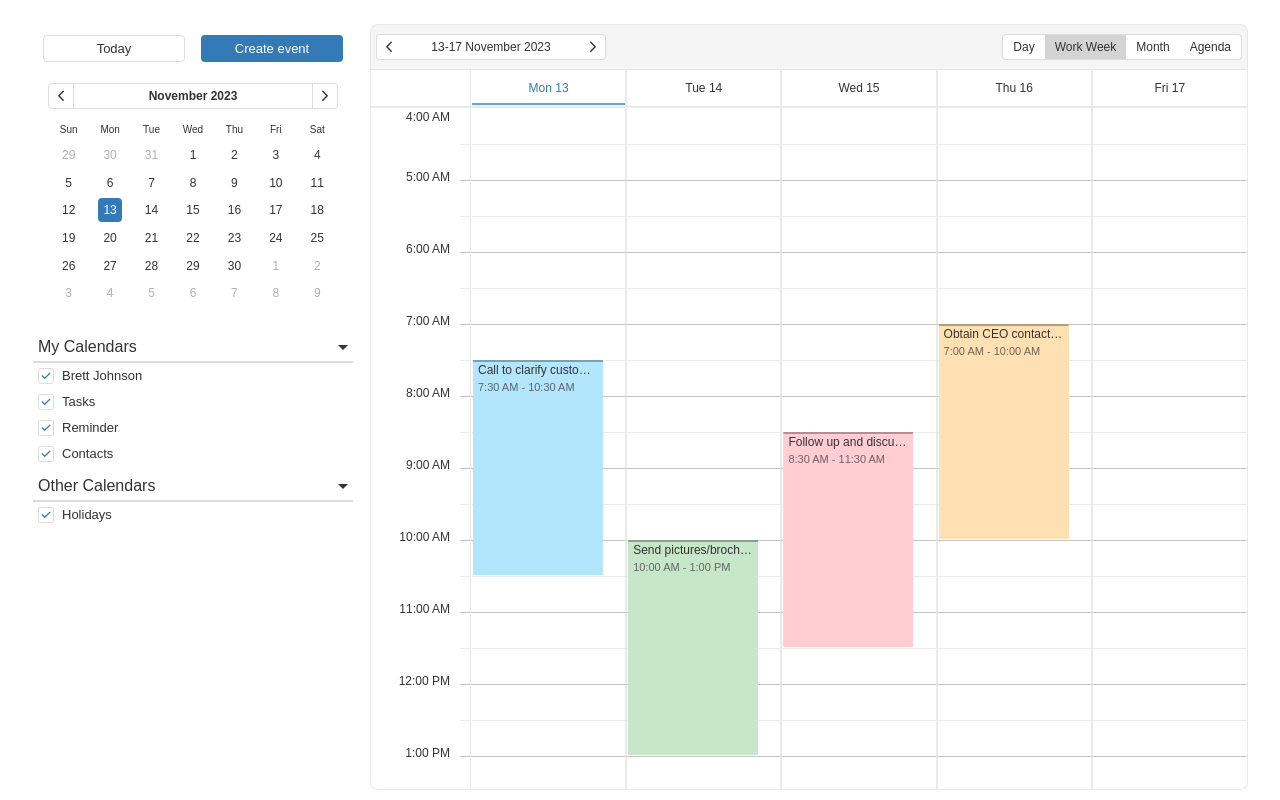 Today
Create event
November 2023
Sun Mon Tue Wed Thu Fri Sat
29 30 31 1 2 3 4
5 6 7 8 9 10 11
12 13 14 15 16 17 18
19 20 21 22 23 24 25
26 27 28 29 30 1 2
3 4 5 6 7 8 9
My Calendars
Brett Johnson
Tasks
Reminder
Contacts
Other Calendars
Holidays
13-17 November 2023
Day Work Week Month Agenda
Mon 13 Tue 14 Wed 15 Thu 16 Fri 17
4:00 AM
5:00 AM
6:00 AM
7:00 AM
8:00 AM
9:00 AM
10:00 AM
11:00 AM
12:00 PM
1:00 PM
Call to clarify custo…
7:30 AM - 10:30 AM
Send pictures/broch…
10:00 AM - 1:00 PM
Follow up and discu…
8:30 AM - 11:30 AM
Obtain CEO contact…
7:00 AM - 10:00 AM